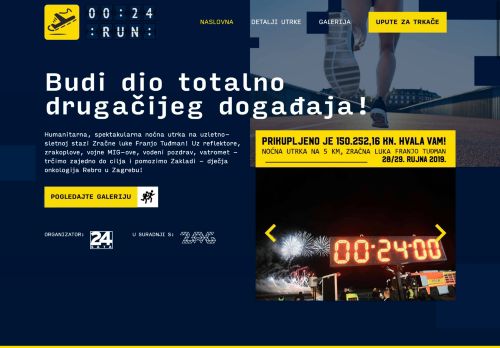 00:24
:RUN:
NASLOVNA
DETALJI UTRKE
GALERIJA
UPUTE ZA TRKAČE
Budi dio totalno
drugačijeg događaja!
Humanitarna, spektakularna noćna utrka na uzletno-
sletnoj stazi Zračne luke Franjo Tuđman! Uz reflektore,
zrakoplove, vojne MIG-ove, vodeni pozdrav, vatromet -
trčimo zajedno do cilja i pomozimo Zakladi - dječja
onkologija Rebro u Zagrebu!
POGLEDAJTE GALERIJU
ORGANIZATOR:
24
SATA
U SURADNJI S:
ZAG
PRIKUPLJENO JE 150.252,16 KN. HVALA VAM!
NOĆNA UTRKA NA 5 KM, ZRAČNA LUKA FRANJO TUĐMAN
28/29. RUJNA 2019.
00:24:00